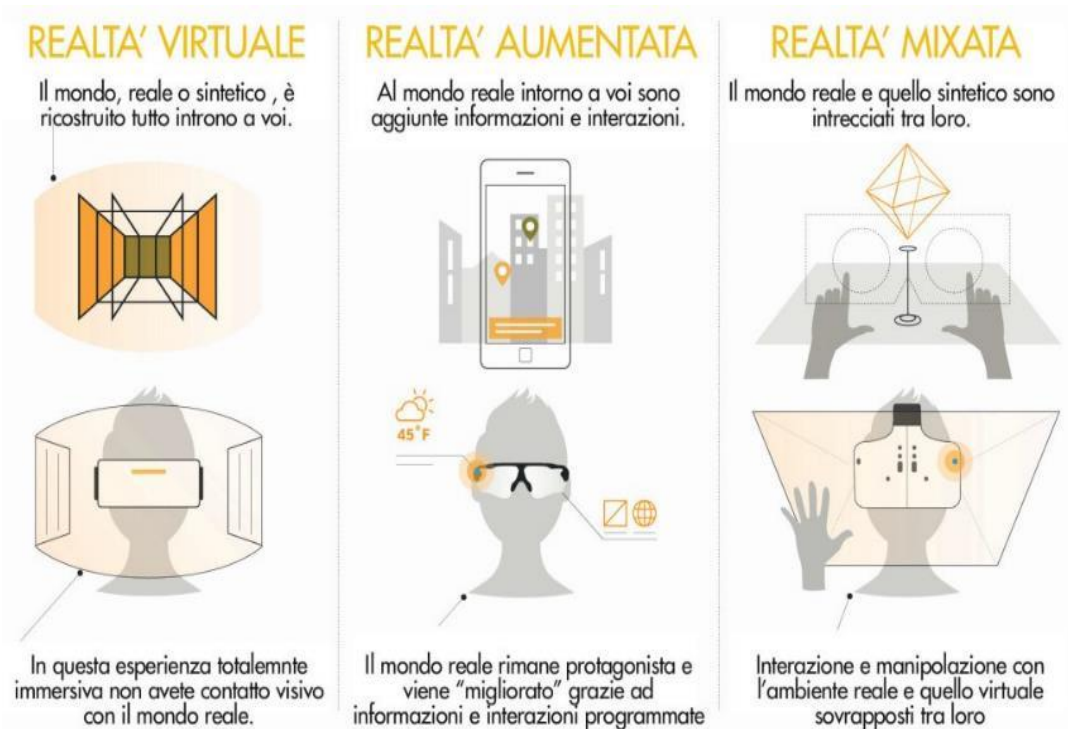 REALTA' VIRTUALE
Il mondo, reale o sintetico , è
ricostruito tutto introno a voi.
In questa esperienza totalemnte
immersiva non avete contatto visivo
con il mondo reale.
REALTA' AUMENTATA
Al mondo reale intorno a voi sono
aggiunte informazioni e interazioni.
45°F
Il mondo reale rimane protagonista e
viene “migliorato” grazie ad
informazioni e interazioni programmate
REALTA' MIXATA
Il mondo reale e quello sintetico sono
intrecciati tra loro.
Interazione e manipolazione con
l'ambiente reale e quello virtuale
sovrapposti tra loro